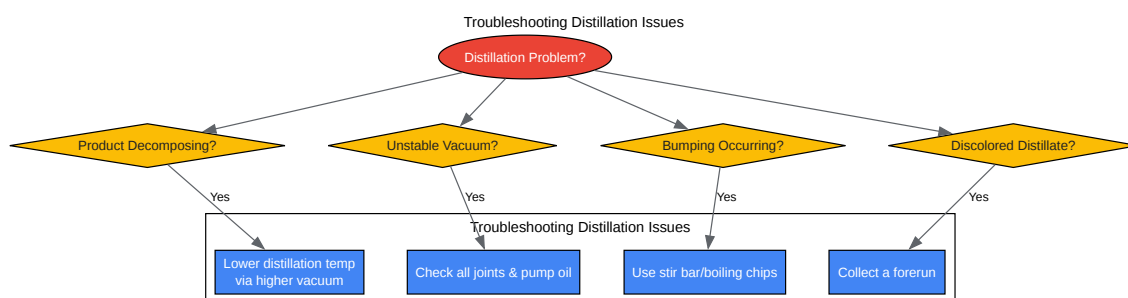 Troubleshooting Distillation Issues
Distillation Problem?
Product Decomposing?
Unstable Vacuum?
Bumping Occurring?
Discolored Distillate?
Yes
Yes
Yes
Yes
Troubleshooting Distillation Issues
Lower distillation temp
via higher vacuum
Check all joints & pump oil
Use stir bar/boiling chips
Collect a forerun